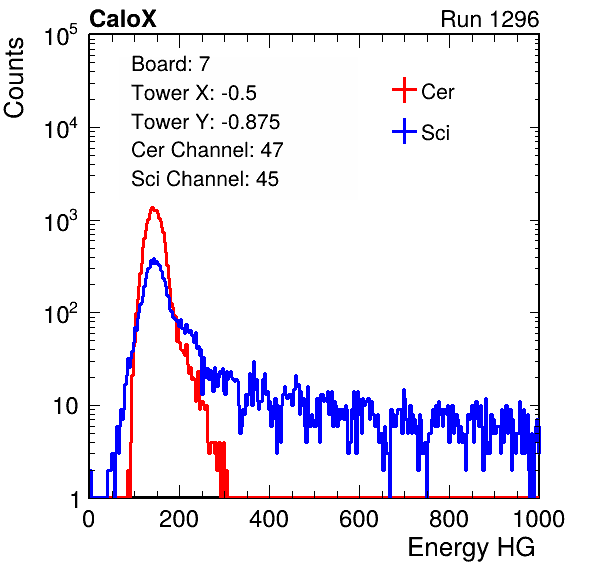 CaloX Run 1296
Counts
10^5
10^4
10^3
10^2
10
1
Board: 7
Tower X: -0.5
Tower Y: -0.875
Cer Channel: 47
Sci Channel: 45
Cer
Sci
0 200 400 600 800 1000
Energy HG